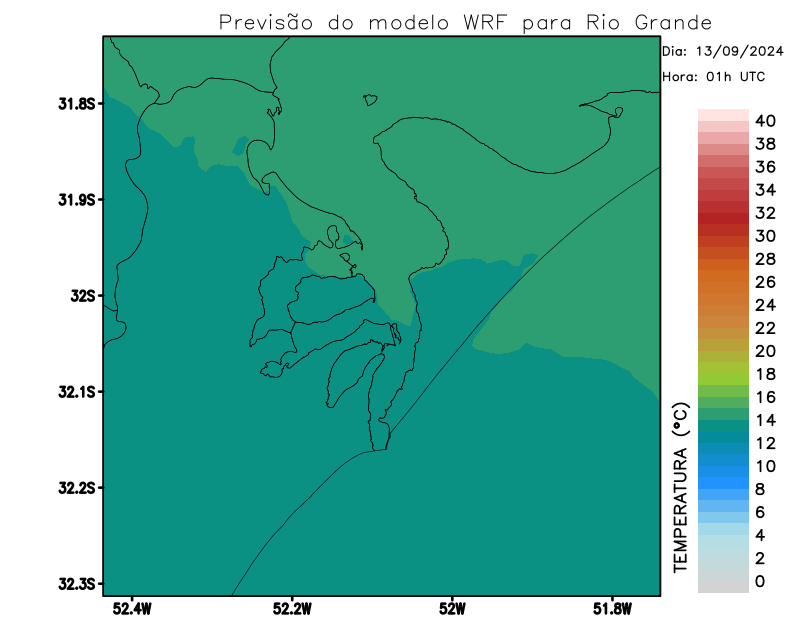 Previsão do modelo WRF para Rio Grande
Dia: 13/09/2024
Hora: 01h UTC
31.8S
31.9S
32S
32.1S
32.2S
32.3S
52.4W
52.2W
52W
51.8W
TEMPERATURA (°C)
40
38
36
34
32
30
28
26
24
22
20
18
16
14
12
10
8
6
4
2
0